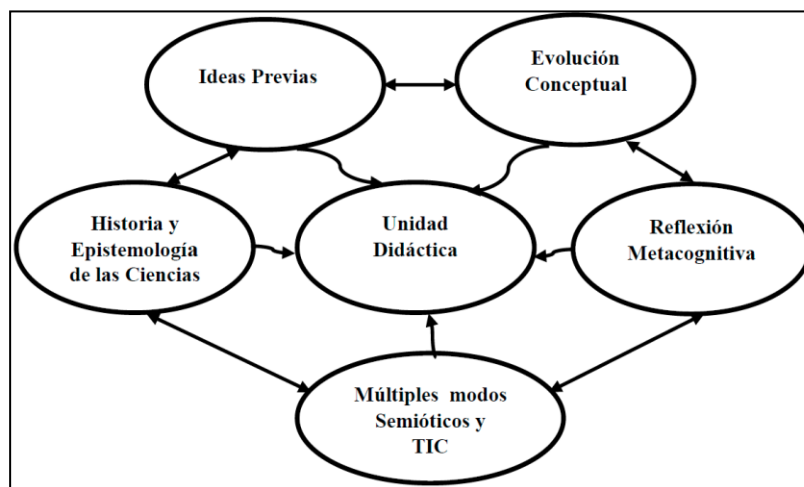 Ideas Previas
Evolución
Conceptual
Historia y
Epistemología
de las Ciencias
Unidad
Didáctica
Reflexión
Metacognitiva
Múltiples modos
Semióticos y
TIC